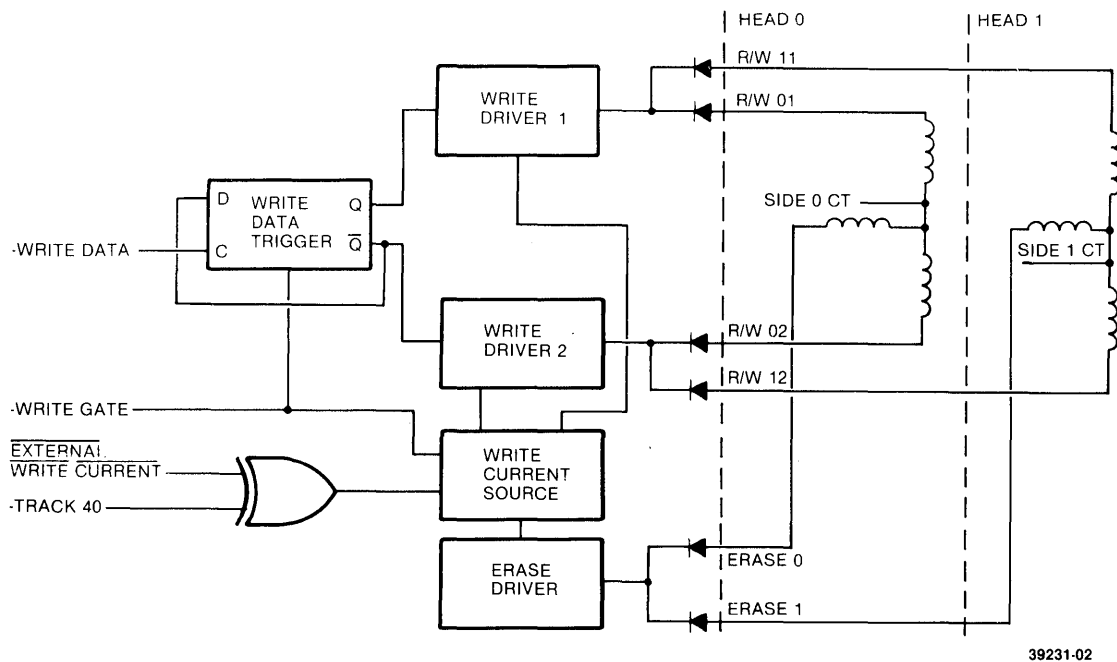 HEAD 0
HEAD 1
R/W 11
WRITE
DRIVER 1
R/W 01
D
WRITE
DATA
TRIGGER
Q
SIDE 0 CT
-WRITE DATA
C
Q̅
SIDE 1 CT
WRITE
DRIVER 2
R/W 02
R/W 12
-WRITE GATE
EXTERNAL
WRITE CURRENT
WRITE
CURRENT
SOURCE
-TRACK 40
ERASE 0
ERASE
DRIVER
ERASE 1
39231-02